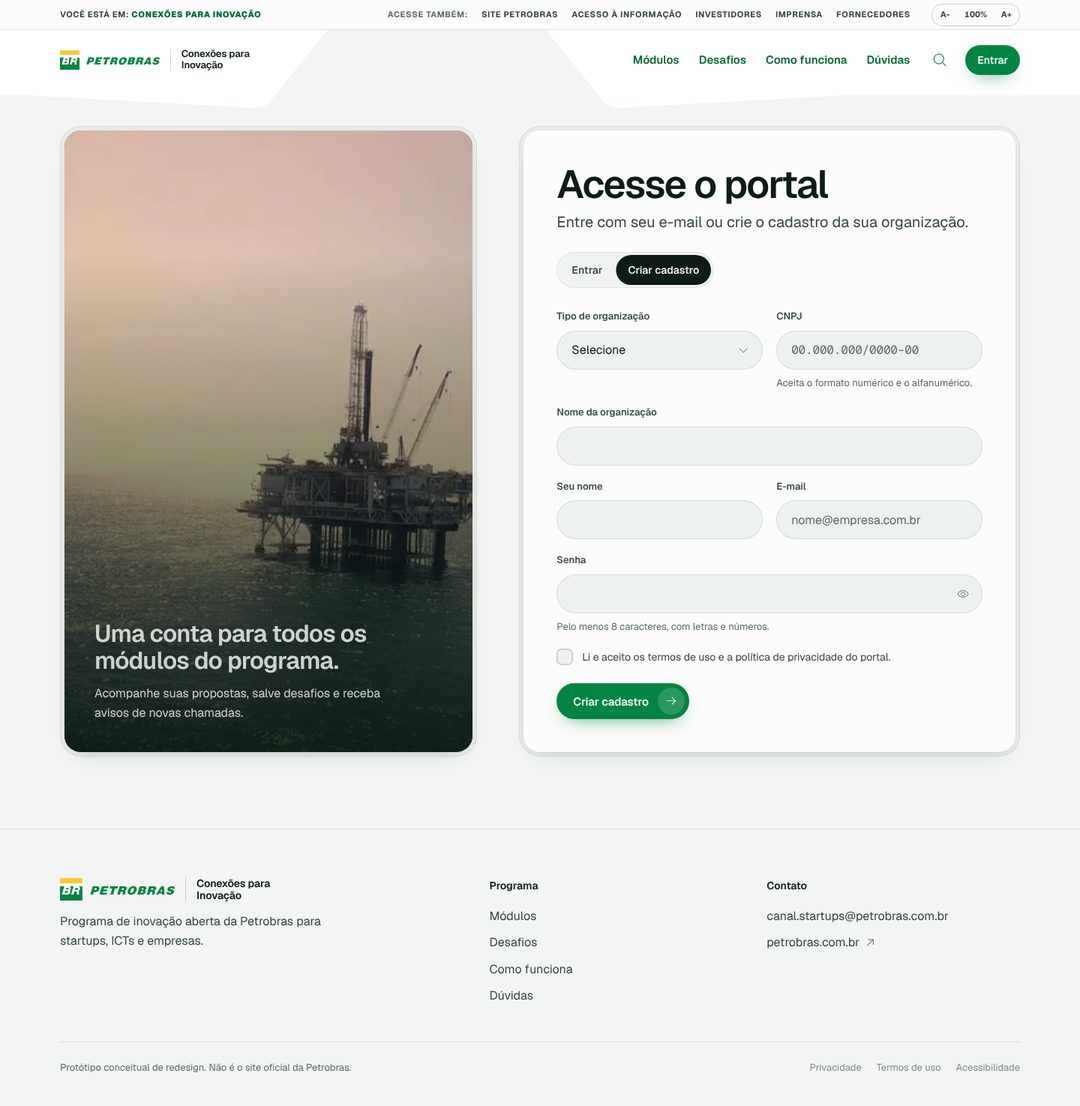 VOCÊ ESTÁ EM: CONEXÕES PARA INOVAÇÃO
ACESSE TAMBÉM: SITE PETROBRAS ACESSO À INFORMAÇÃO INVESTIDORES IMPRENSA FORNECEDORES A- 100% A+
BR PETROBRAS
Conexões para
Inovação
Módulos Desafios Como funciona Dúvidas Entrar
Uma conta para todos os
módulos do programa.
Acompanhe suas propostas, salve desafios e receba
avisos de novas chamadas.
Acesse o portal
Entre com seu e-mail ou crie o cadastro da sua organização.
Entrar Criar cadastro
Tipo de organização CNPJ
Selecione 00.000.000/0000-00
Aceita o formato numérico e o alfanumérico.
Nome da organização
Seu nome E-mail
nome@empresa.com.br
Senha
Pelo menos 8 caracteres, com letras e números.
Li e aceito os termos de uso e a política de privacidade do portal.
Criar cadastro
BR PETROBRAS
Conexões para
Inovação
Programa de inovação aberta da Petrobras para
startups, ICTs e empresas.
Programa
Módulos
Desafios
Como funciona
Dúvidas
Contato
canal.startups@petrobras.com.br
petrobras.com.br
Protótipo conceitual de redesign. Não é o site oficial da Petrobras.
Privacidade Termos de uso Acessibilidade